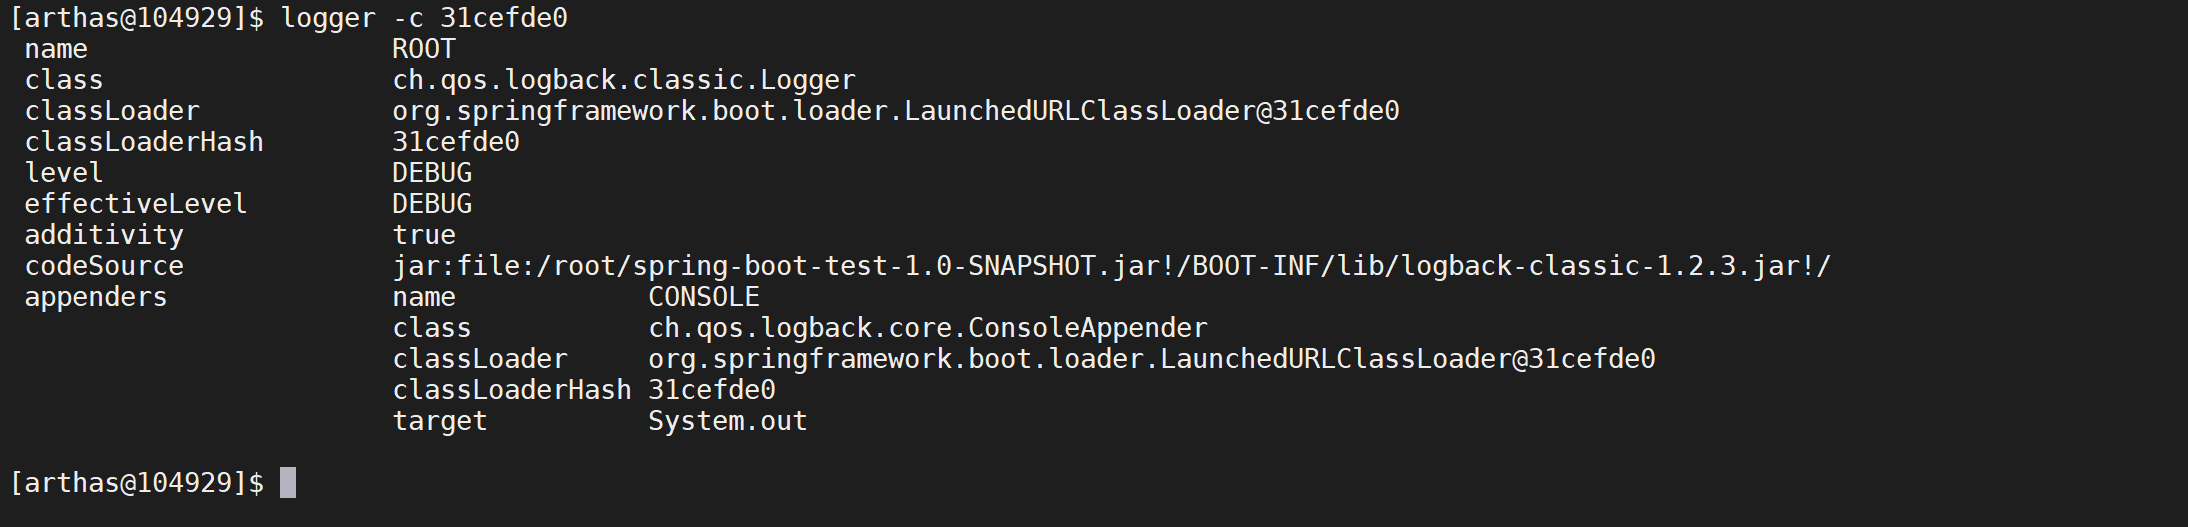 [arthas@104929]$ logger -c 31cefde0
name ROOT
class ch.qos.logback.classic.Logger
classLoader org.springframework.boot.loader.LaunchedURLClassLoader@31cefde0
classLoaderHash 31cefde0
level DEBUG
effectiveLevel DEBUG
additivity true
codeSource jar:file:/root/spring-boot-test-1.0-SNAPSHOT.jar!/BOOT-INF/lib/logback-classic-1.2.3.jar!/
appenders name CONSOLE
class ch.qos.logback.core.ConsoleAppender
classLoader org.springframework.boot.loader.LaunchedURLClassLoader@31cefde0
classLoaderHash 31cefde0
target System.out
[arthas@104929]$